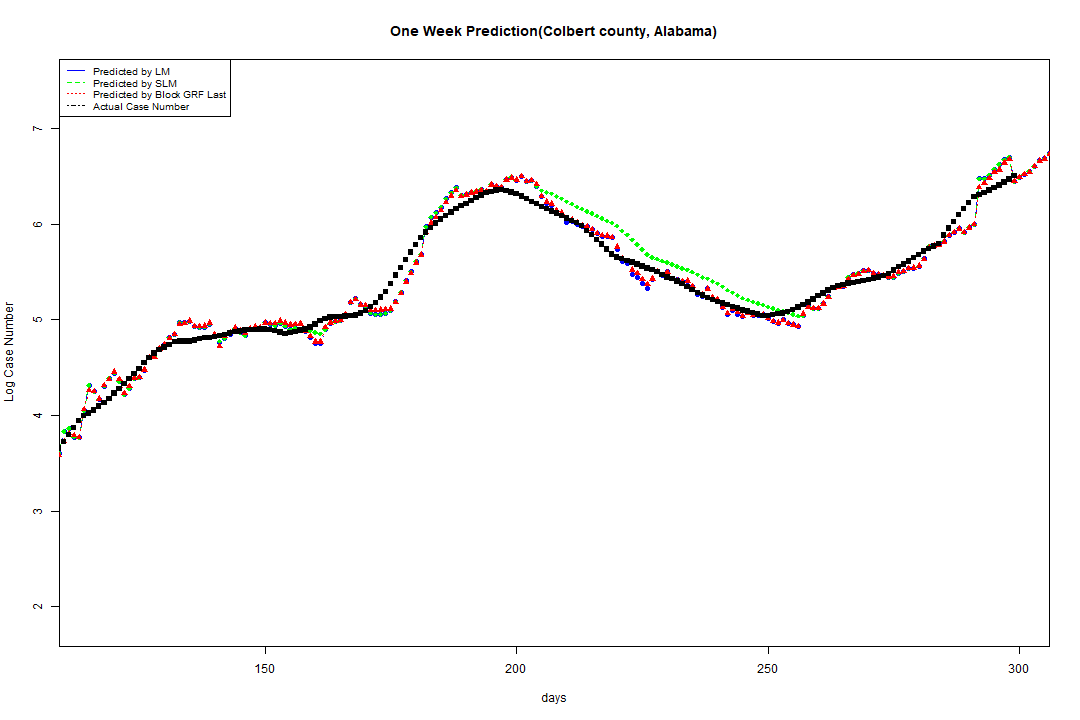 One Week Prediction(Colbert county, Alabama)
Predicted by LM
Predicted by SLM
Predicted by Block GRF Last
Actual Case Number
7
6
5
4
3
2
Log Case Number
150 200 250 300
days